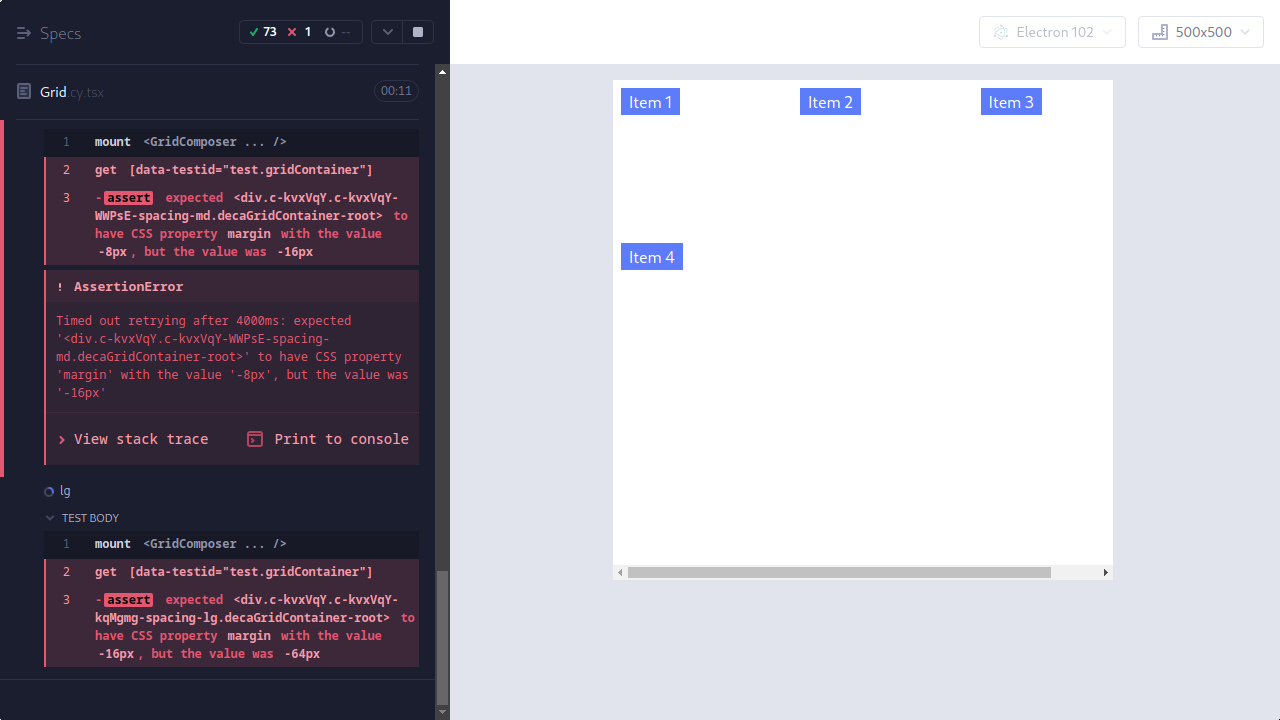 Specs
73
1
--
Electron 102
500x500
Grid.cy.tsx
00:11
1 mount <GridComposer ... />
2 get [data-testid="test.gridContainer"]
3 -assert expected <div.c-kvxVqY.c-kvxVqY-
WWPsE-spacing-md.decaGridContainer-root> to
have CSS property margin with the value
-8px, but the value was -16px
! AssertionError
Timed out retrying after 4000ms: expected
'<div.c-kvxVqY.c-kvxVqY-WWPsE-spacing-
md.decaGridContainer-root>' to have CSS property
'margin' with the value '-8px', but the value was
'-16px'
View stack trace
Print to console
lg
TEST BODY
1 mount <GridComposer ... />
2 get [data-testid="test.gridContainer"]
3 -assert expected <div.c-kvxVqY.c-kvxVqY-
kqMgmg-spacing-lg.decaGridContainer-root> to
have CSS property margin with the value
-16px, but the value was -64px
Item 1
Item 2
Item 3
Item 4